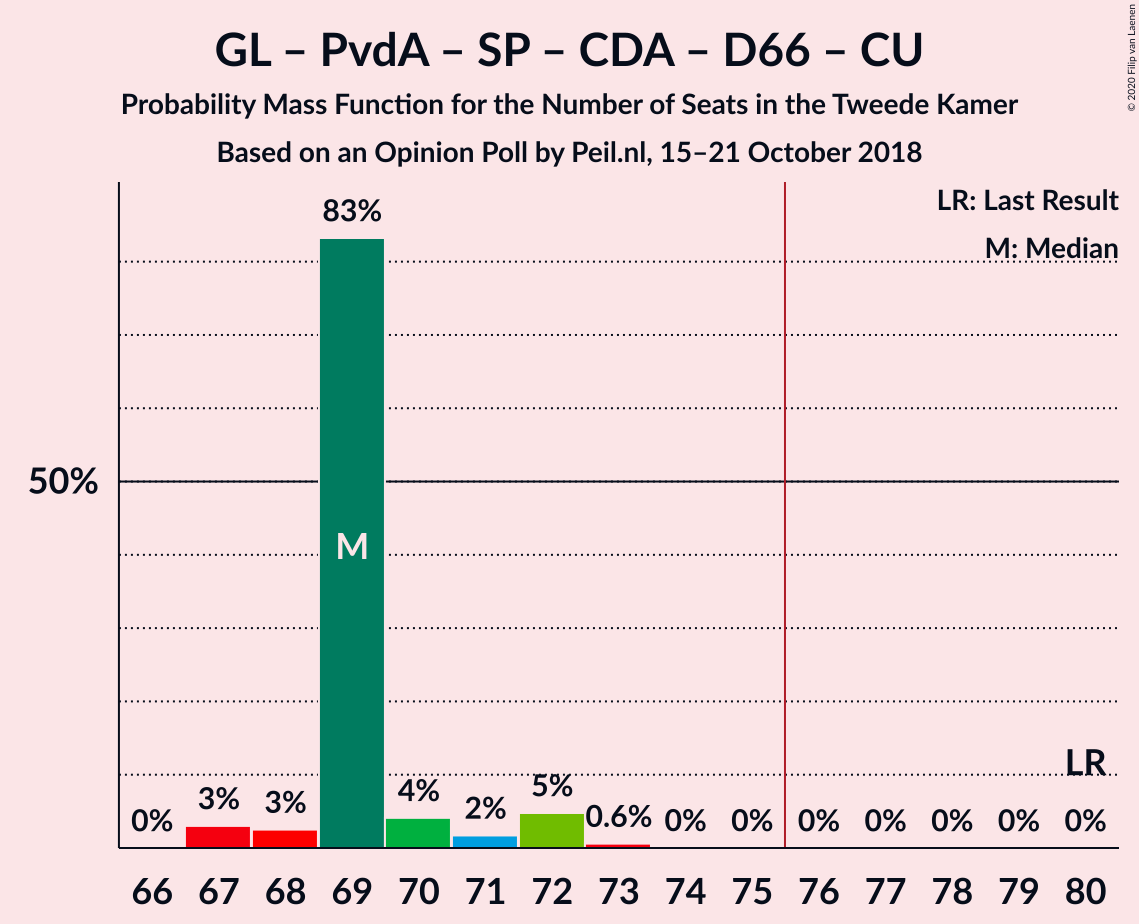 GL – PvdA – SP – CDA – D66 – CU
Probability Mass Function for the Number of Seats in the Tweede Kamer
Based on an Opinion Poll by Peil.nl, 15–21 October 2018
© 2020 Filip van Laenen
LR: Last Result
M: Median
83%
50%
M
LR
0% 3% 3% 4% 2% 5% 0.6% 0% 0% 0% 0% 0% 0% 0%
66 67 68 69 70 71 72 73 74 75 76 77 78 79 80